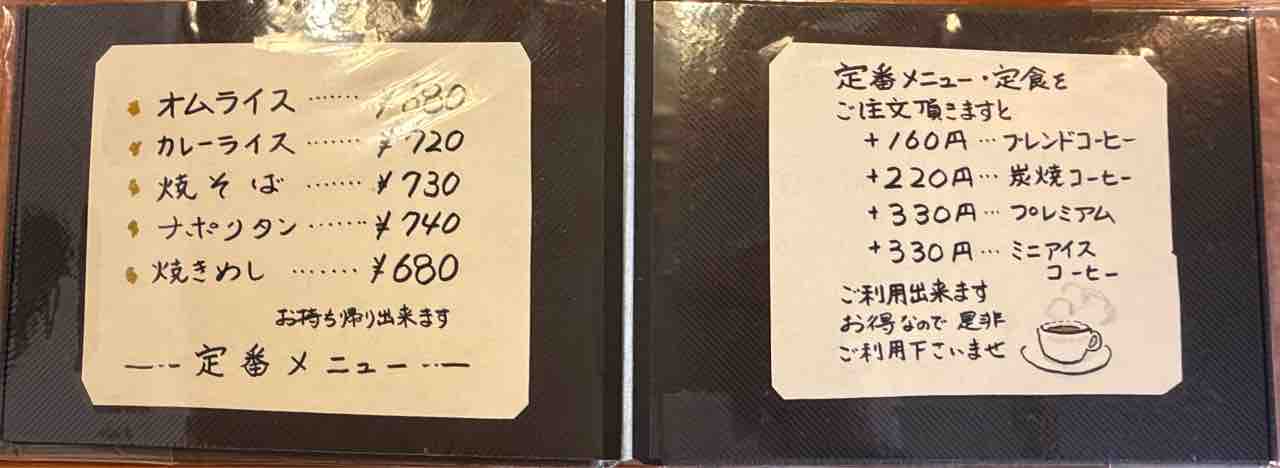 オムライス ······ ¥680
カレーライス ······ ¥720
焼そば ······· ¥730
ナポリタン ······· ¥740
焼きめし ······· ¥680
お持ち帰り出来ます
—··定番メニュー··—
定番メニュー・定食を
ご注文頂きますと
+160円…ブレンドコーヒー
+220円…炭焼コーヒー
+330円…プレミアム
+330円…ミニアイス
コーヒー
ご利用出来ます
お得なので是非
ご利用下さいませ